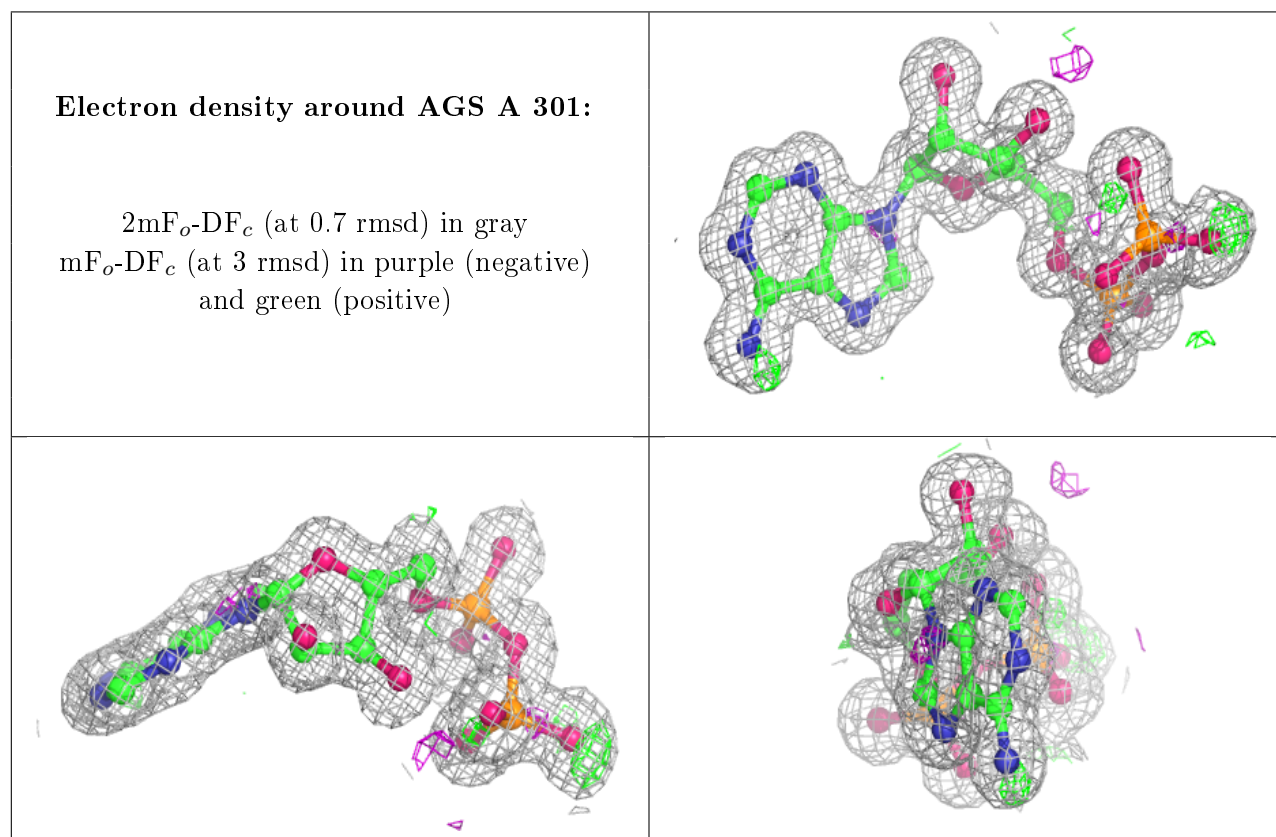 Electron density around AGS A 301:
2mFₒ-DF𝒸 (at 0.7 rmsd) in gray
mFₒ-DF𝒸 (at 3 rmsd) in purple (negative)
and green (positive)